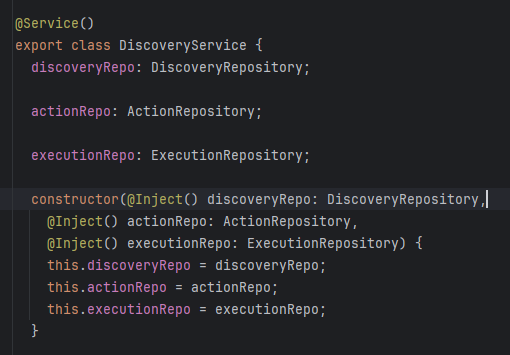 @Service()
export class DiscoveryService {
discoveryRepo: DiscoveryRepository;
actionRepo: ActionRepository;
executionRepo: ExecutionRepository;
constructor(@Inject() discoveryRepo: DiscoveryRepository,
@Inject() actionRepo: ActionRepository,
@Inject() executionRepo: ExecutionRepository) {
this.discoveryRepo = discoveryRepo;
this.actionRepo = actionRepo;
this.executionRepo = executionRepo;
}